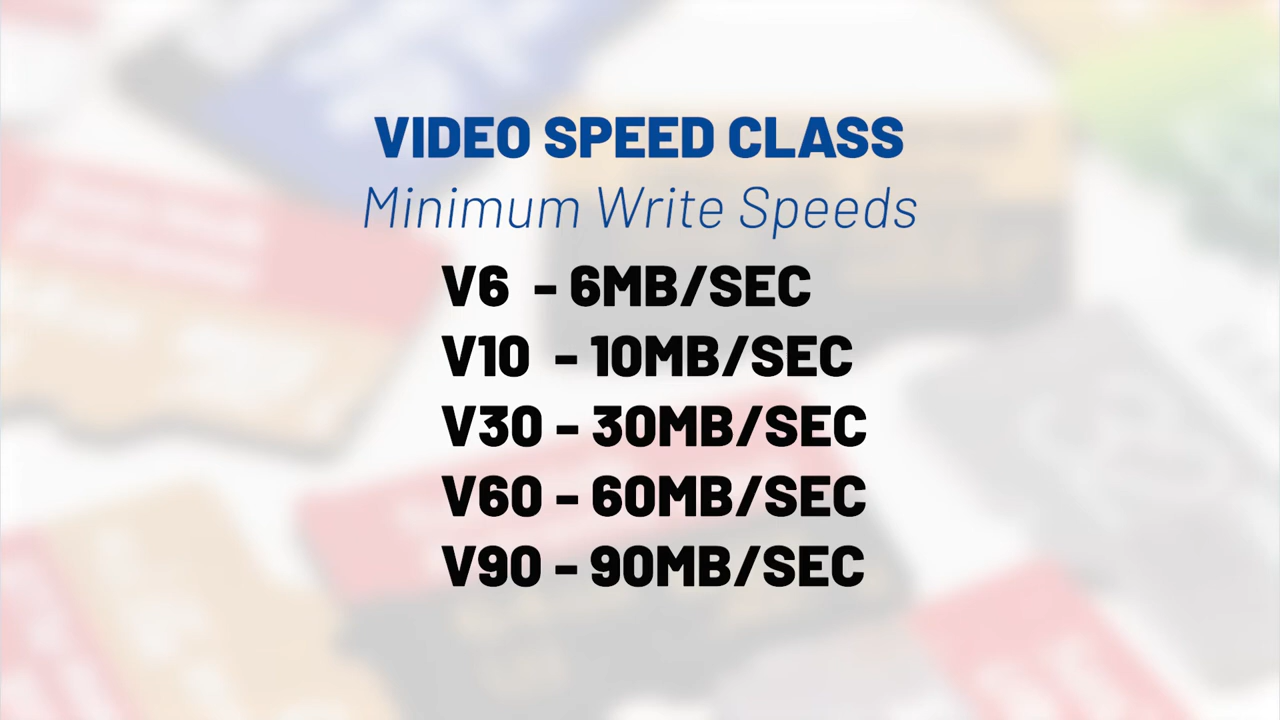 VIDEO SPEED CLASS
Minimum Write Speeds
V6 - 6MB/SEC
V10 - 10MB/SEC
V30 - 30MB/SEC
V60 - 60MB/SEC
V90 - 90MB/SEC